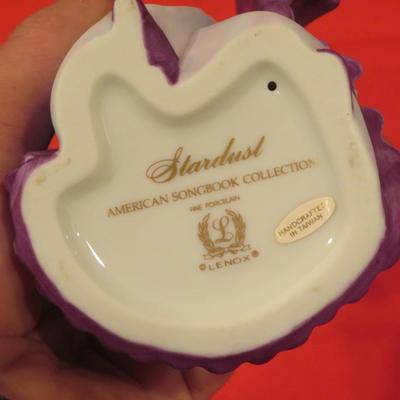 Stardust
AMERICAN SONGBOOK COLLECTION
FINE PORCELAIN
L
© LENOX®
HANDCRAFTED
IN TAIWAN